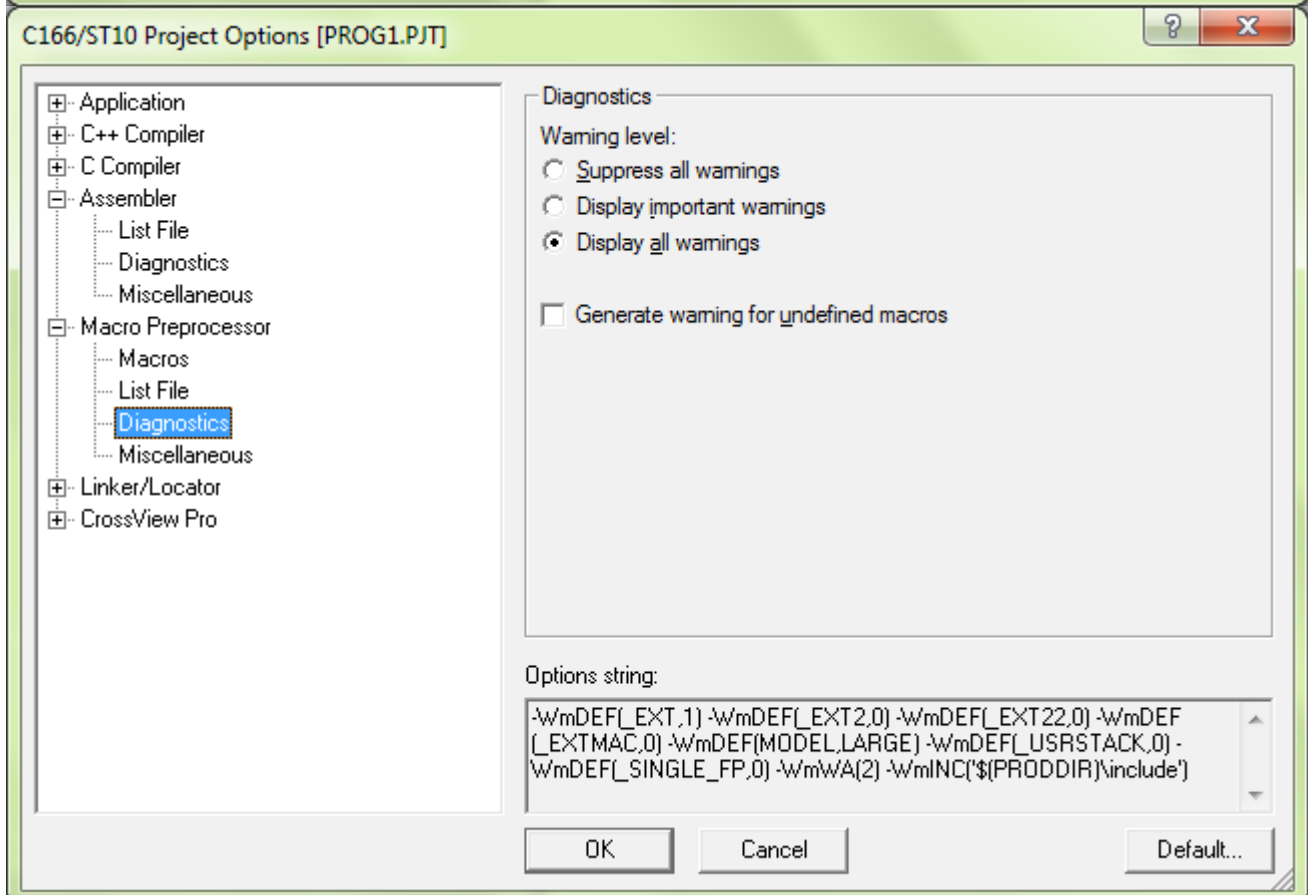 C166/ST10 Project Options [PROG1.PJT]
Application
C++ Compiler
C Compiler
Assembler
List File
Diagnostics
Miscellaneous
Macro Preprocessor
Macros
List File
Diagnostics
Miscellaneous
Linker/Locator
CrossView Pro
Diagnostics
Warning level:
Suppress all warnings
Display important warnings
Display all warnings
Generate warning for undefined macros
Options string:
-WmDEF(_EXT,1) -WmDEF(_EXT2,0) -WmDEF(_EXT22,0) -WmDEF
(_EXTMAC,0) -WmDEF(MODEL,LARGE) -WmDEF(_USRSTACK,0) -
WmDEF(_SINGLE_FP,0) -WmWA(2) -WmINC('$(PRODDIR)\include')
OK
Cancel
Default...